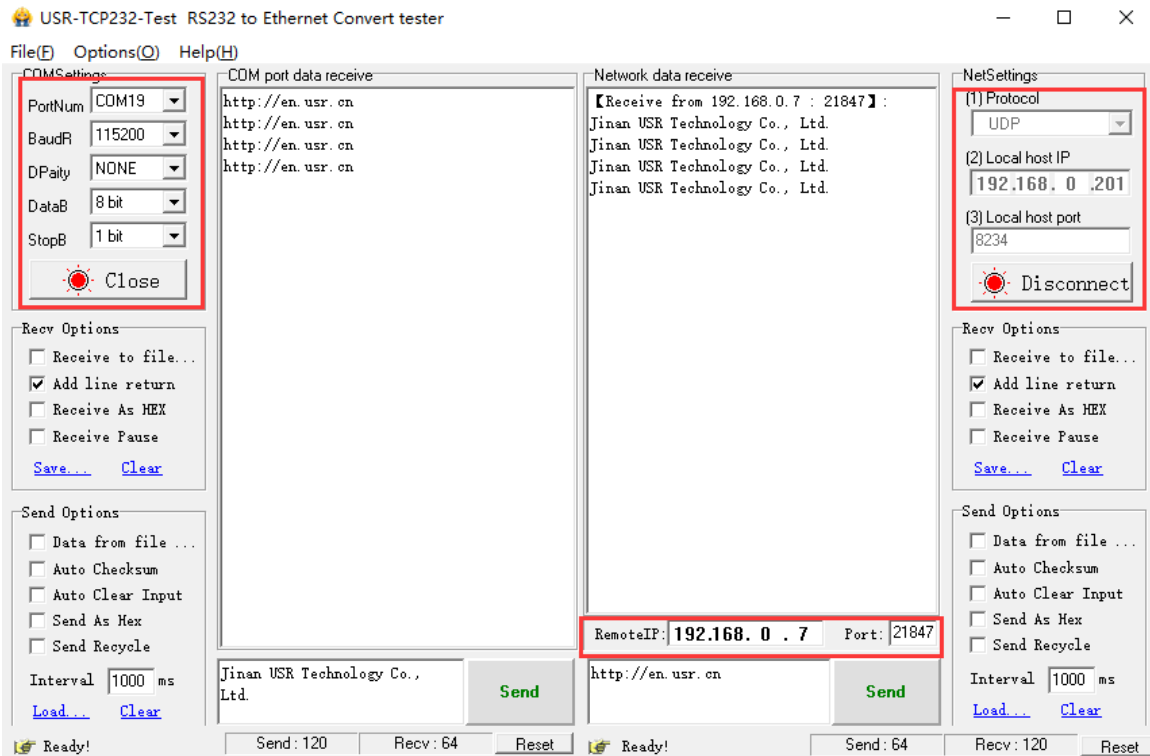 USR-TCP232-Test RS232 to Ethernet Convert tester
File(F) Options(O) Help(H)
COMSettings
PortNum COM19
BaudR 115200
DPaity NONE
DataB 8 bit
StopB 1 bit
Close
Recv Options
Receive to file...
Add line return
Receive As HEX
Receive Pause
Save... Clear
Send Options
Data from file ...
Auto Checksum
Auto Clear Input
Send As Hex
Send Recycle
Interval 1000 ms
Load... Clear
Ready!
COM port data receive
http://en.usr.cn
http://en.usr.cn
http://en.usr.cn
http://en.usr.cn
Jinan USR Technology Co.,
Ltd.
Send
Send : 120 Recv : 64 Reset
Network data receive
【Receive from 192.168.0.7 : 21847】:
Jinan USR Technology Co., Ltd.
Jinan USR Technology Co., Ltd.
Jinan USR Technology Co., Ltd.
Jinan USR Technology Co., Ltd.
RemoteIP: 192.168. 0 . 7 Port: 21847
http://en.usr.cn
Send
Ready!
Send : 64 Recv : 120 Reset
NetSettings
(1) Protocol
UDP
(2) Local host IP
192.168. 0 .201
(3) Local host port
8234
Disconnect
Recv Options
Receive to file...
Add line return
Receive As HEX
Receive Pause
Save... Clear
Send Options
Data from file ...
Auto Checksum
Auto Clear Input
Send As Hex
Send Recycle
Interval 1000 ms
Load... Clear